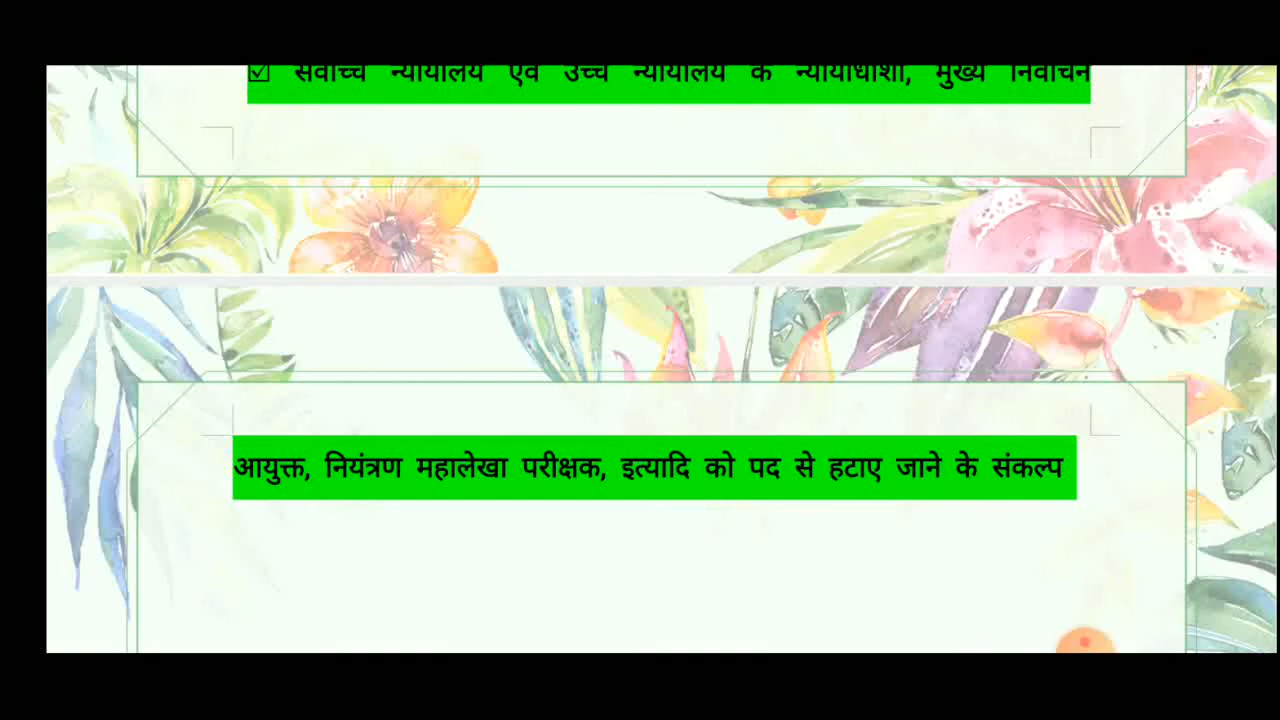 ☑ सर्वोच्च न्यायालय एवं उच्च न्यायालय के न्यायाधीशों, मुख्य निर्वाचन
आयुक्त, नियंत्रण महालेखा परीक्षक, इत्यादि को पद से हटाए जाने के संकल्प